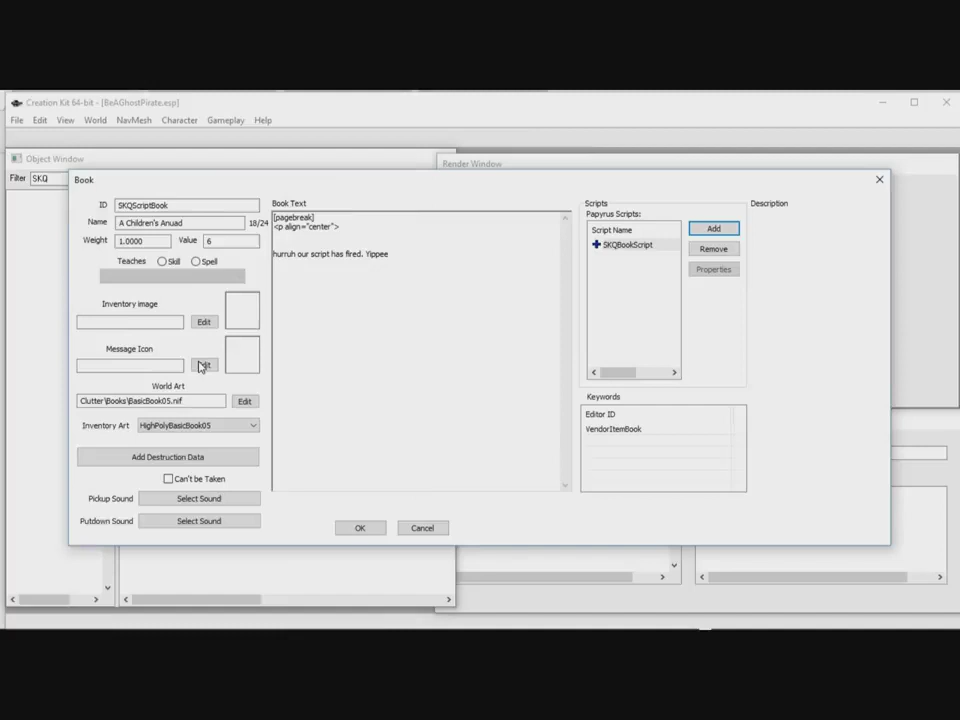 Creation Kit 64-bit - [BeAGhostPirate.esp]
File Edit View World NavMesh Character Gameplay Help
Object Window
Render Window
Filter SKQ
Book
ID SKQScriptBook
Name A Children's Anuad 18/24
Weight 1.0000 Value 6
Teaches Skill Spell
Inventory image
Edit
Message Icon
World Art
Clutter\Books\BasicBook05.nif Edit
Inventory Art HighPolyBasicBook05
Add Destruction Data
Can't be Taken
Pickup Sound Select Sound
Putdown Sound Select Sound
Book Text
[pagebreak]
<p align="center">
hurruh our script has fired. Yippee
OK Cancel
Scripts
Papyrus Scripts:
Script Name
SKQBookScript
Add
Remove
Properties
Keywords
Editor ID
VendorItemBook
Description